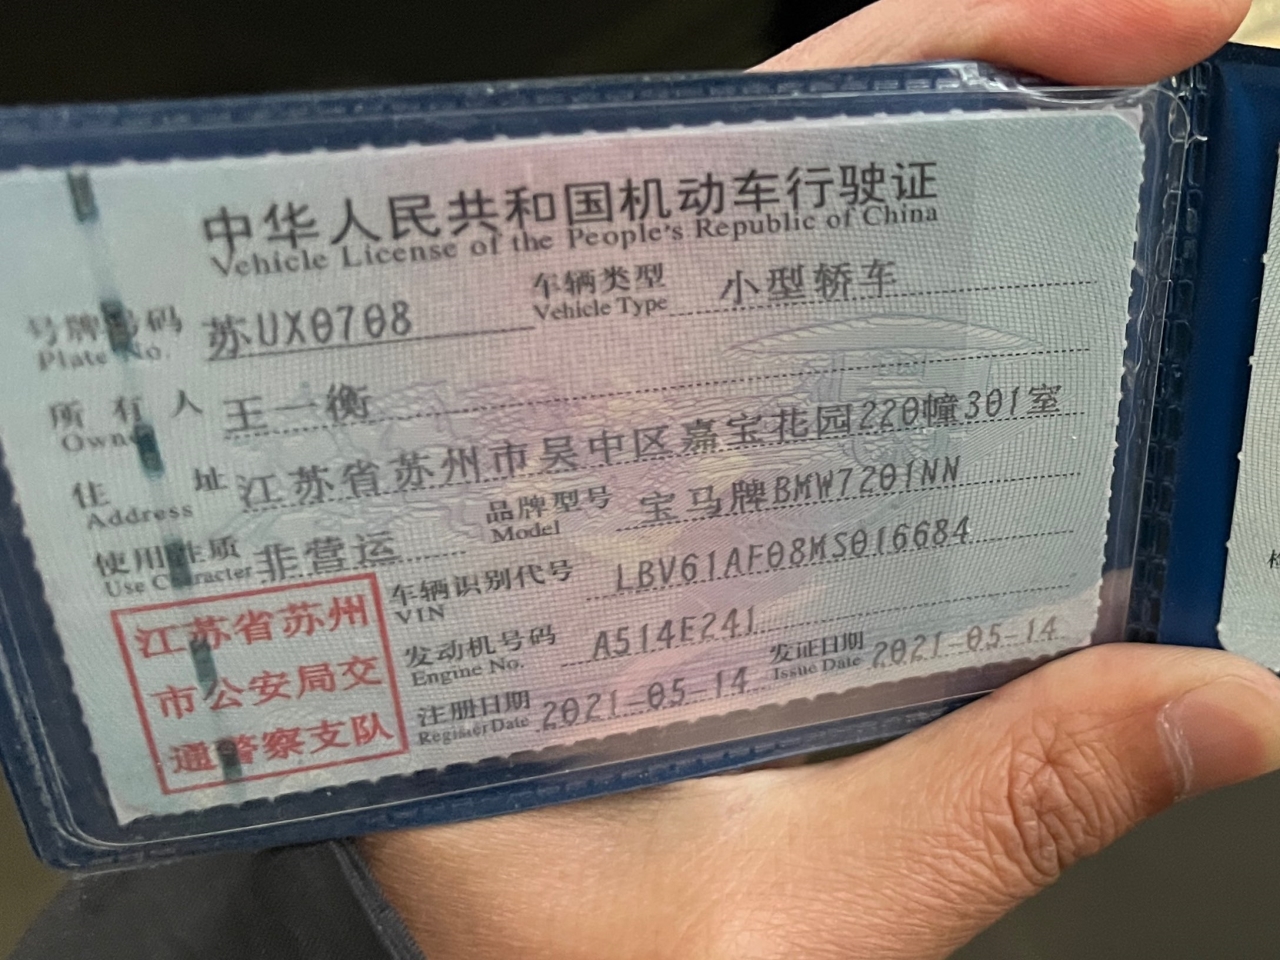 中华人民共和国机动车行驶证
Vehicle License of the People's Republic of China
号牌号码 苏UX0708 车辆类型 小型轿车
Plate No. Vehicle Type
所有人 王一衡
Owner
住址 江苏省苏州市吴中区嘉宝花园220幢301室
Address
使用性质 非营运 品牌型号 宝马牌BMW7201NN
Use Character Model
车辆识别代号 LBV61AF08MS016684
VIN
发动机号码 A514E241
Engine No.
注册日期 2021-05-14 发证日期 2021-05-14
Register Date Issue Date
江苏省苏州
市公安局交
通警察支队